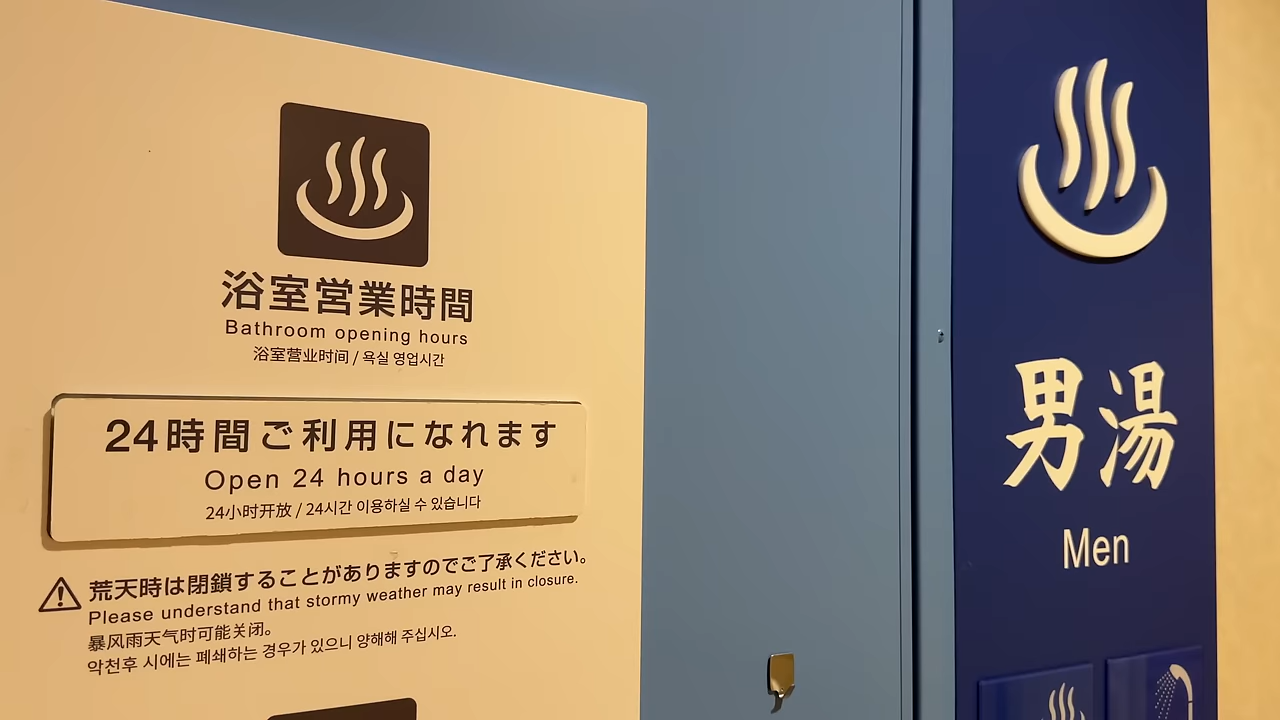 浴室営業時間
Bathroom opening hours
浴室营业时间 / 욕실 영업시간
24時間ご利用になれます
Open 24 hours a day
24小时开放 / 24시간 이용하실 수 있습니다
荒天時は閉鎖することがありますのでご了承ください。
Please understand that stormy weather may result in closure.
暴风雨天气时可能关闭。
악천후 시에는 폐쇄하는 경우가 있으니 양해해 주십시오.
男湯
Men